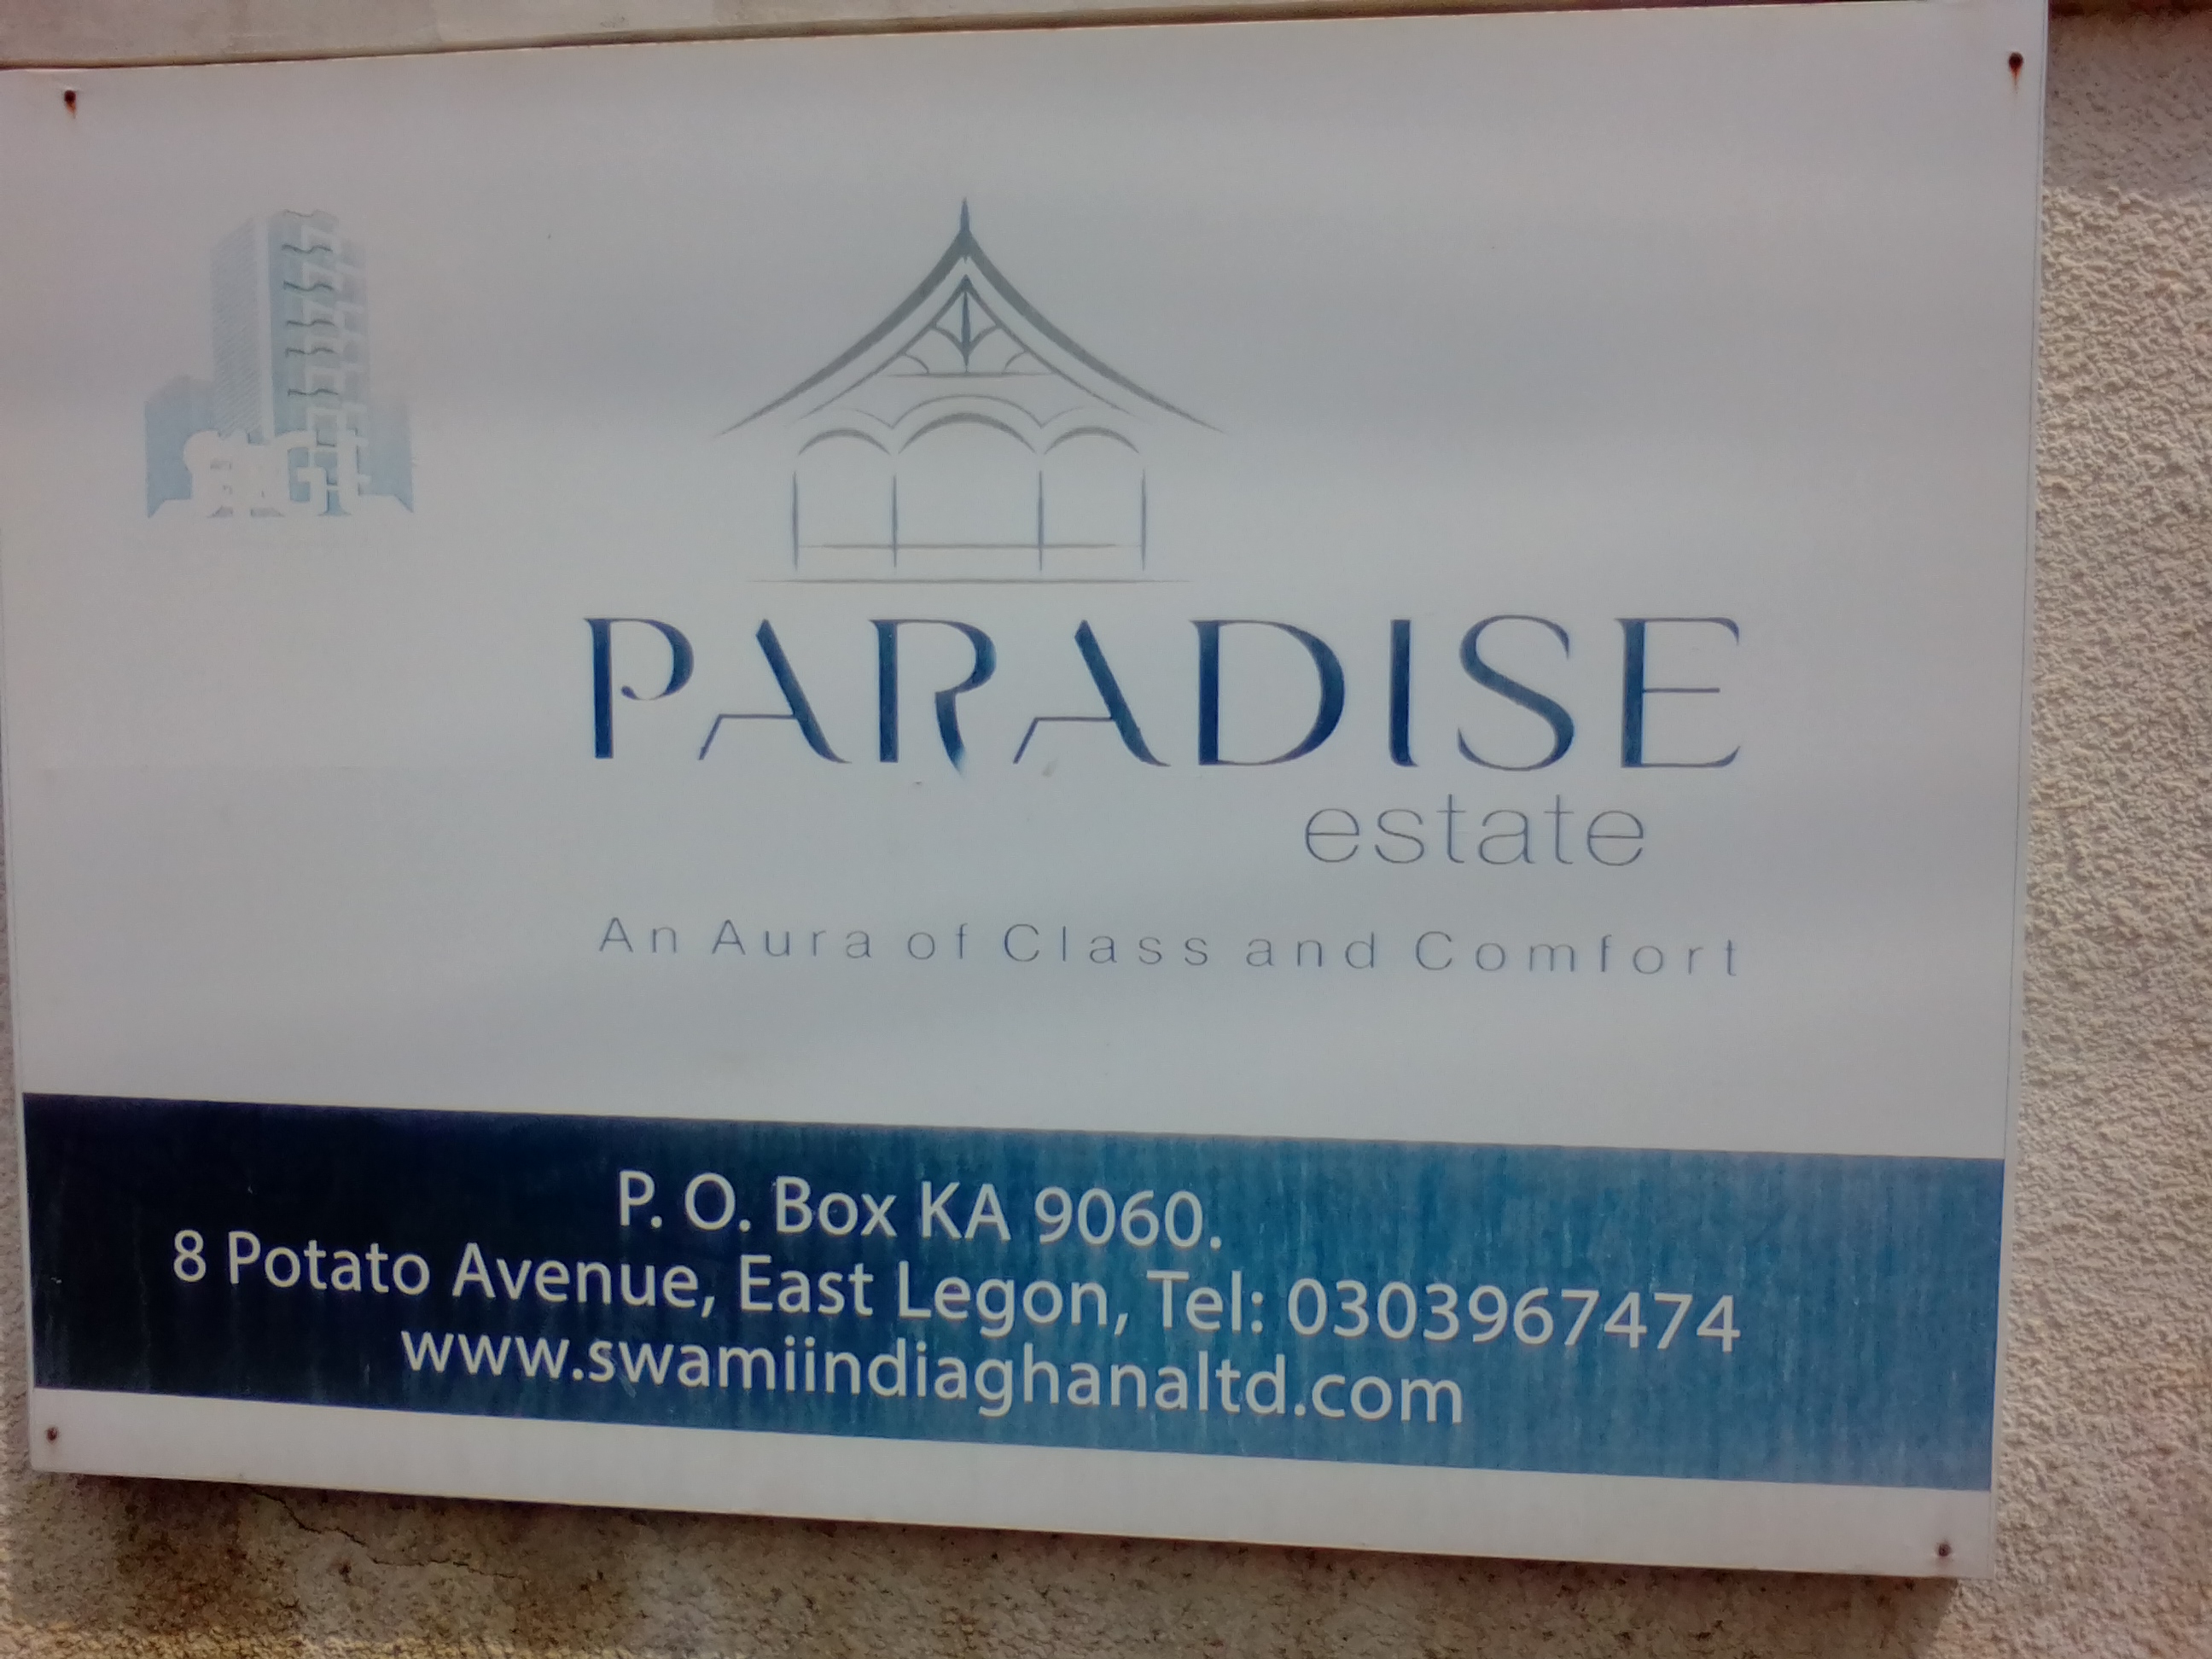 PARADISE
estate
An Aura of Class and Comfort
P. O. Box KA 9060.
8 Potato Avenue, East Legon, Tel: 0303967474
www.swamiindiaghanaltd.com